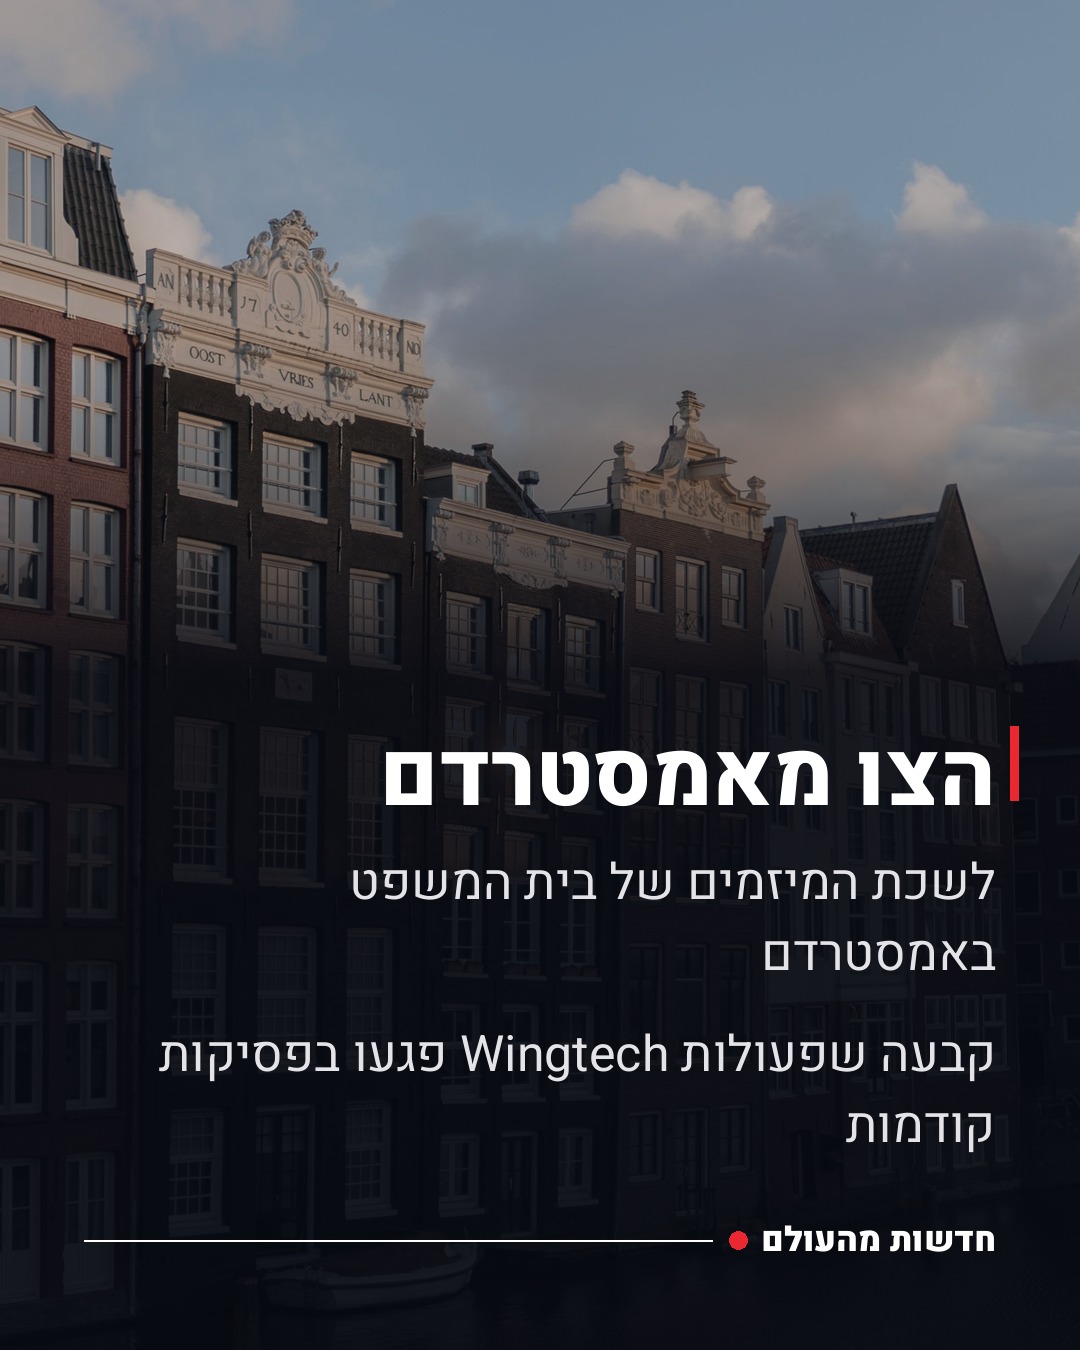 AN 17 40 NO
OOST VRIES LANT
הצו מאמסטרדם
לשכת המיזמים של בית המשפט
באמסטרדם
קבעה שפעולות Wingtech פגעו בפסיקות
קודמות
חדשות מהעולם